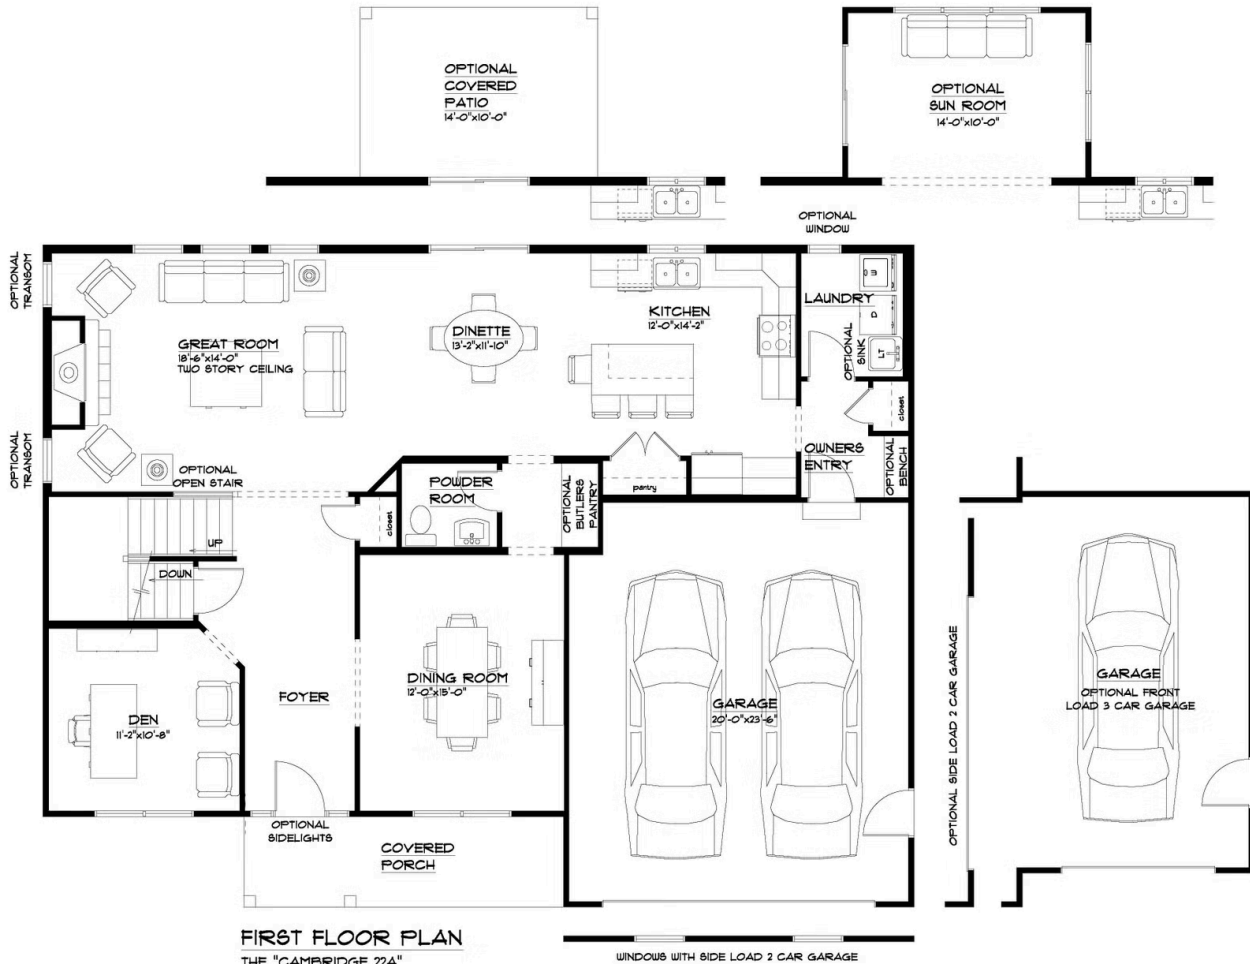 OPTIONAL
COVERED
PATIO
14'-0"x10'-0"
OPTIONAL
SUN ROOM
14'-0"x10'-0"
OPTIONAL
WINDOW
OPTIONAL
TRANSOM
GREAT ROOM
18'-6"x14'-0"
TWO STORY CEILING
DINETTE
13'-2"x11'-10"
KITCHEN
12'-0"x14'-2"
LAUNDRY
W
D
LT
OPTIONAL
SINK
closet
OPTIONAL
TRANSOM
OPTIONAL
OPEN STAIR
POWDER
ROOM
closet
OPTIONAL
BUTLERS
PANTRY
pantry
OWNERS
ENTRY
OPTIONAL
BENCH
UP
DOWN
DEN
11'-2"x10'-8"
FOYER
DINING ROOM
12'-0"x15'-0"
GARAGE
20'-0"x23'-6"
OPTIONAL SIDE LOAD 2 CAR GARAGE
GARAGE
OPTIONAL FRONT
LOAD 3 CAR GARAGE
OPTIONAL
SIDELIGHTS
COVERED
PORCH
FIRST FLOOR PLAN
THE "CAMBRIDGE 22A"
WINDOWS WITH SIDE LOAD 2 CAR GARAGE